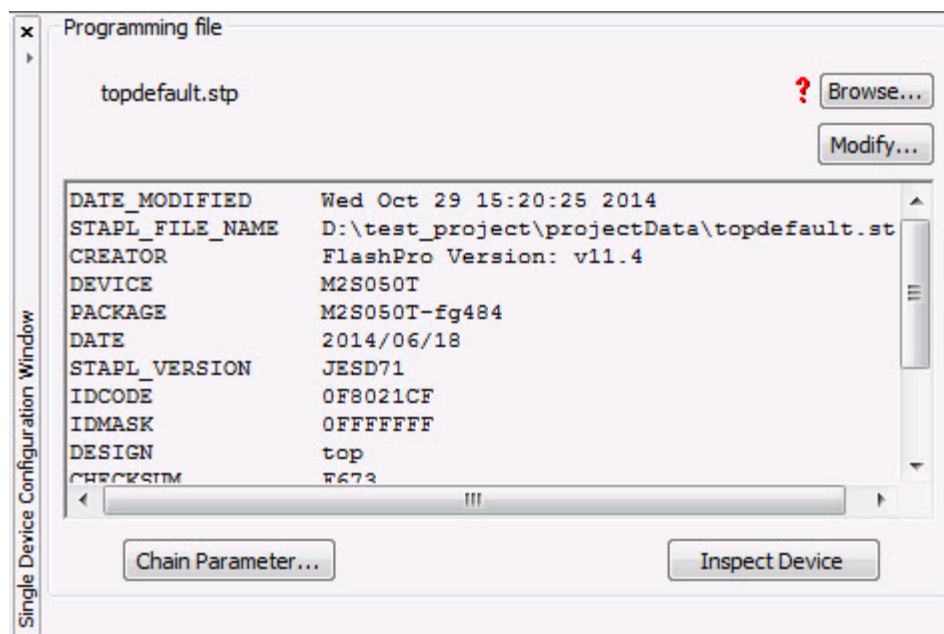 Programming file
topdefault.stp
? Browse...
Modify...
DATE_MODIFIED Wed Oct 29 15:20:25 2014
STAPL_FILE_NAME D:\test_project\projectData\topdefault.st
CREATOR FlashPro Version: v11.4
DEVICE M2S050T
PACKAGE M2S050T-fg484
DATE 2014/06/18
STAPL_VERSION JESD71
IDCODE 0F8021CF
IDMASK 0FFFFFFF
DESIGN top
CHECKSUM F673
Chain Parameter...
Inspect Device
Single Device Configuration Window